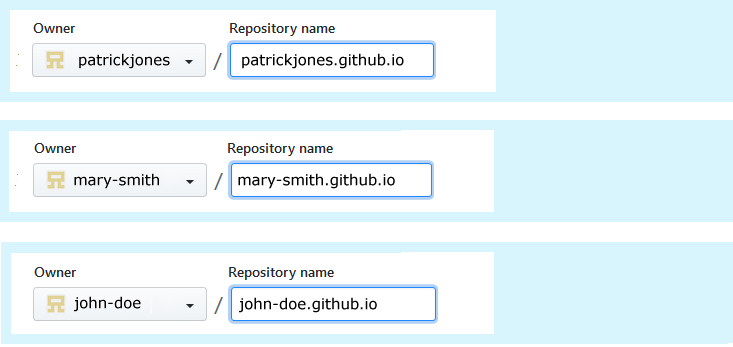 Owner Repository name
patrickjones / patrickjones.github.io
Owner Repository name
mary-smith / mary-smith.github.io
Owner Repository name
john-doe / john-doe.github.io